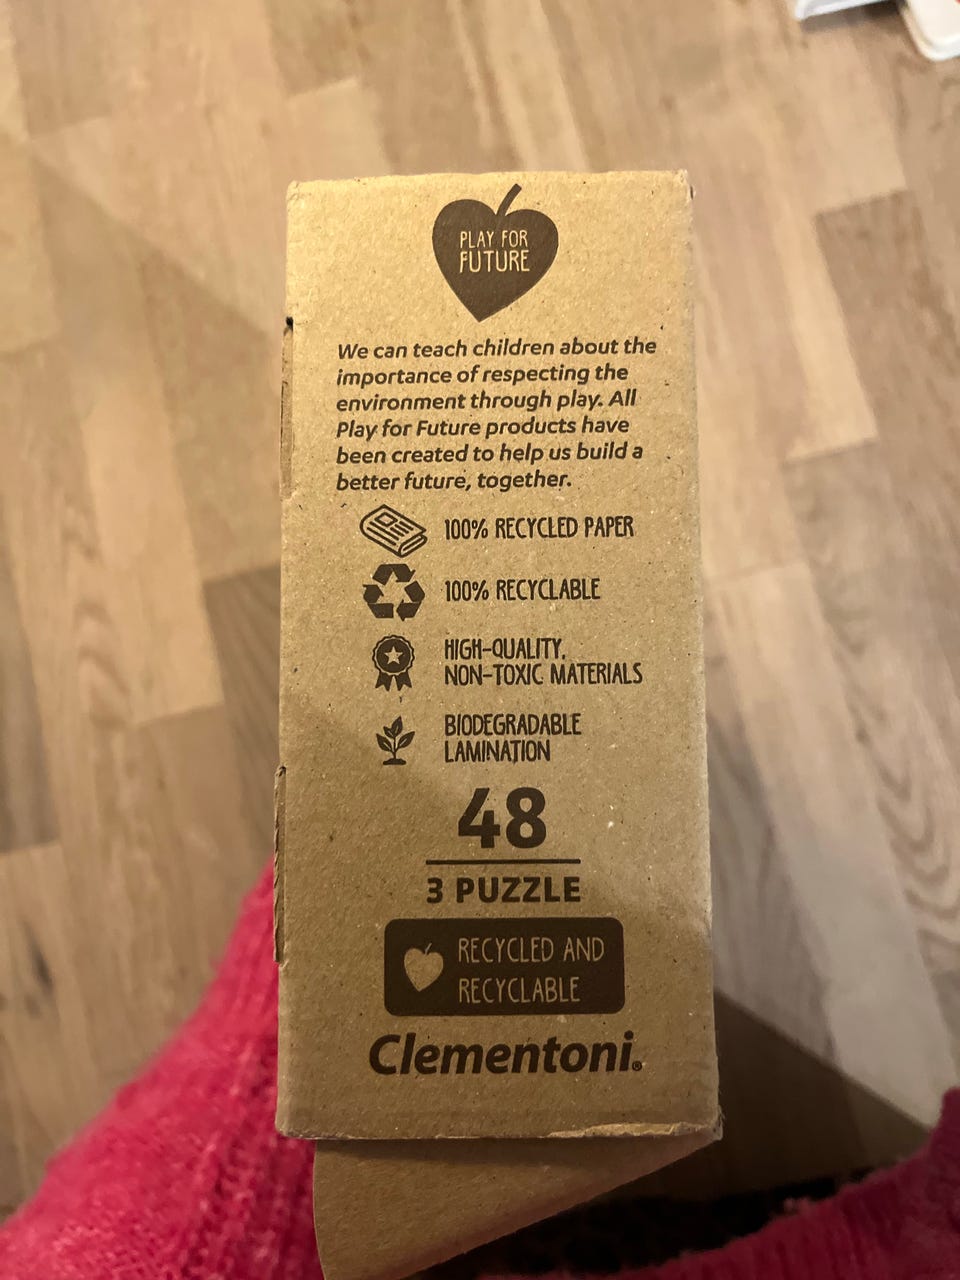 PLAY FOR
FUTURE
We can teach children about the
importance of respecting the
environment through play. All
Play for Future products have
been created to help us build a
better future, together.
100% RECYCLED PAPER
100% RECYCLABLE
HIGH-QUALITY,
NON-TOXIC MATERIALS
BIODEGRADABLE
LAMINATION
48
3 PUZZLE
RECYCLED AND
RECYCLABLE
Clementoni®